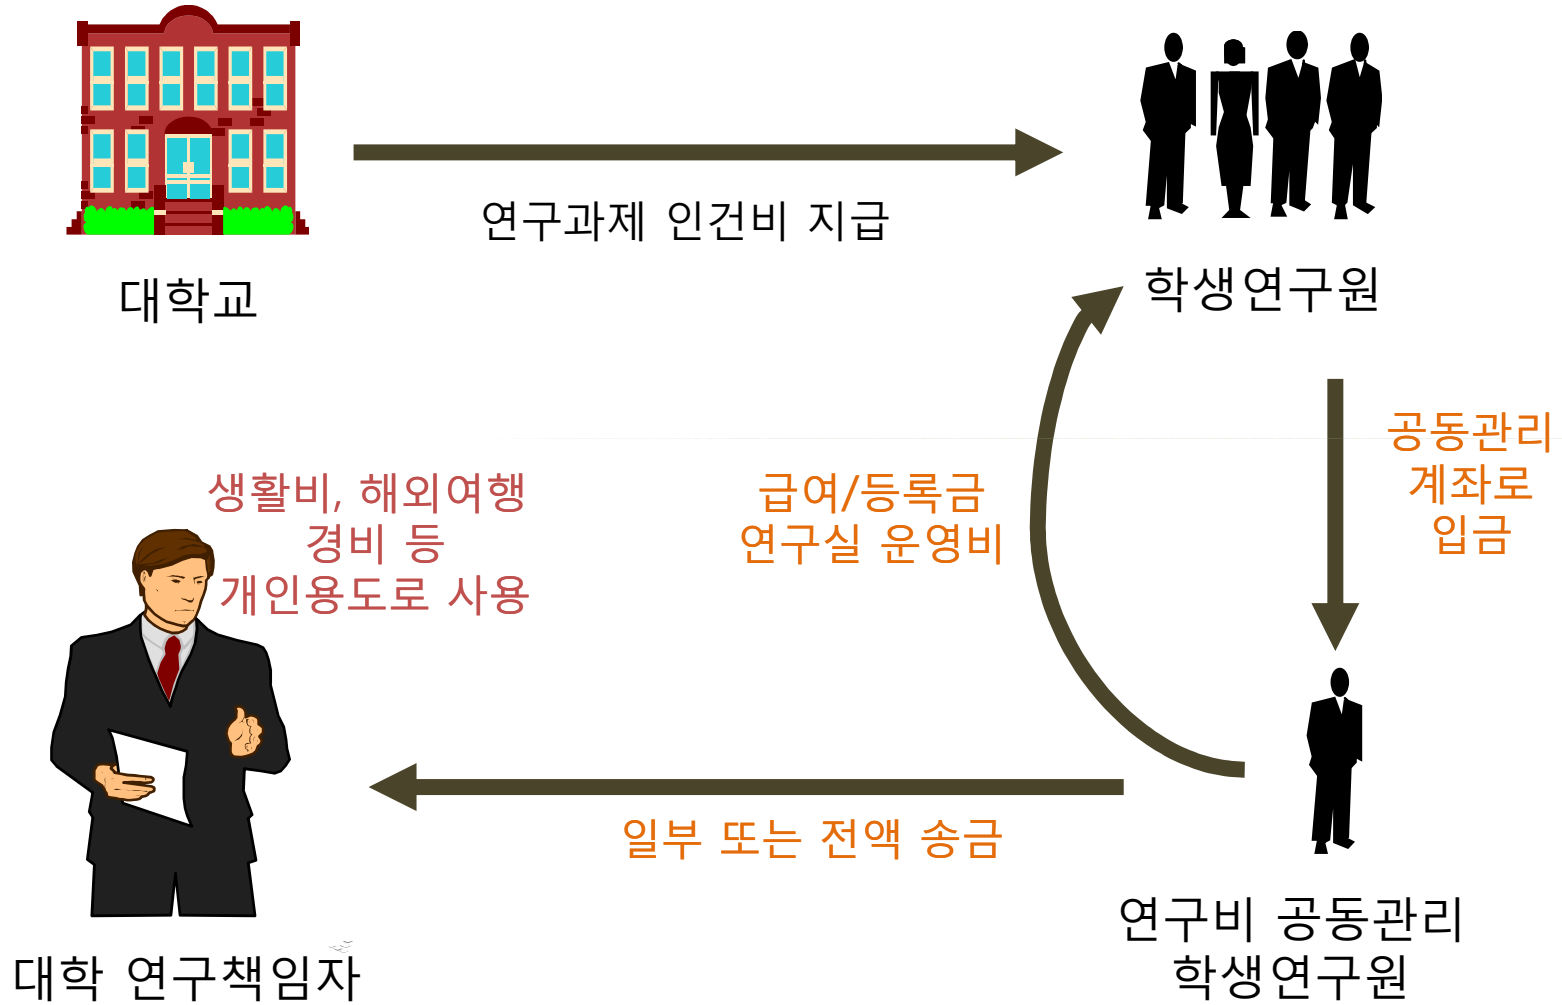 연구과제 인건비 지급
대학교
학생연구원
공동관리
계좌로
입금
생활비, 해외여행
경비 등
개인용도로 사용
급여/등록금
연구실 운영비
일부 또는 전액 송금
연구비 공동관리
학생연구원
대학 연구책임자